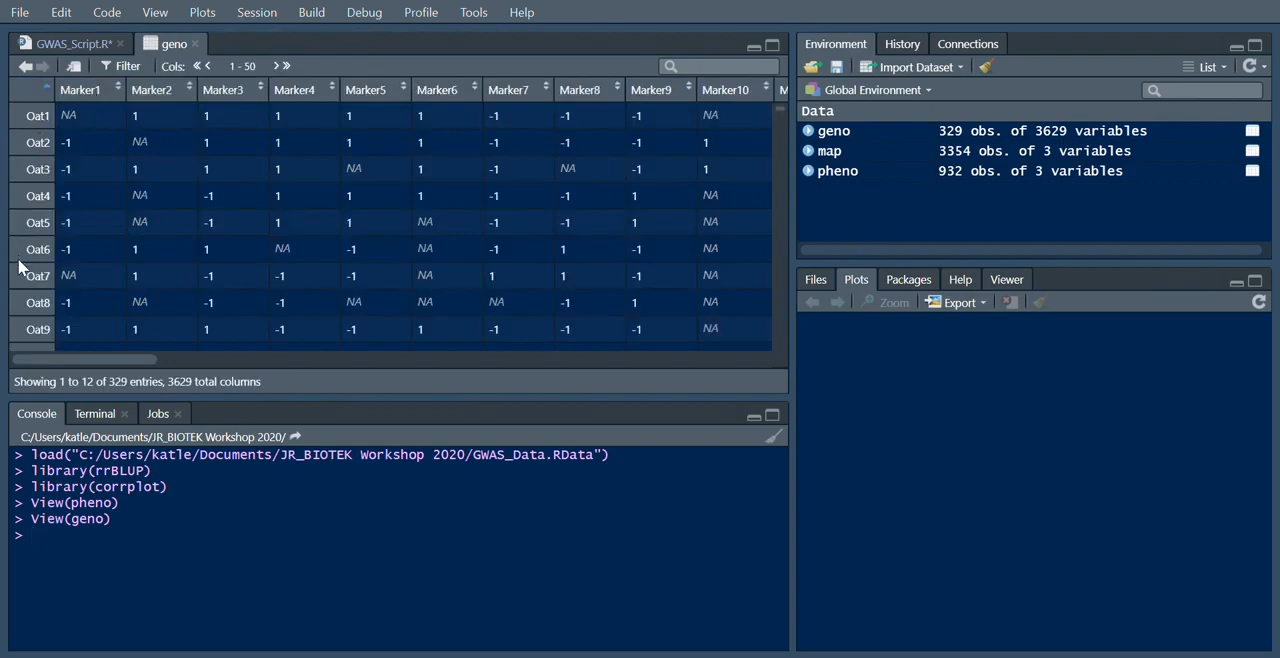 File Edit Code View Plots Session Build Debug Profile Tools Help
GWAS_Script.R* × geno ×
Filter Cols: « < 1 - 50 > »
Marker1 Marker2 Marker3 Marker4 Marker5 Marker6 Marker7 Marker8 Marker9 Marker10 M
Oat1 NA 1 1 1 1 1 -1 -1 -1 NA
Oat2 -1 NA 1 1 1 1 -1 -1 -1 1
Oat3 -1 1 1 1 NA 1 -1 NA -1 1
Oat4 -1 NA -1 1 1 1 -1 -1 1 NA
Oat5 -1 NA -1 1 1 NA -1 -1 1 NA
Oat6 -1 1 1 NA -1 NA -1 1 -1 NA
Oat7 NA 1 -1 -1 -1 NA 1 1 -1 NA
Oat8 -1 NA -1 -1 NA NA NA -1 1 NA
Oat9 -1 1 1 -1 -1 1 -1 -1 -1 NA
Showing 1 to 12 of 329 entries, 3629 total columns
Console Terminal × Jobs ×
C:/Users/katle/Documents/JR_BIOTEK Workshop 2020/
> load("C:/Users/katle/Documents/JR_BIOTEK Workshop 2020/GWAS_Data.RData")
> library(rrBLUP)
> library(corrplot)
> View(pheno)
> View(geno)
>
Environment History Connections
Import Dataset List
Global Environment
Data
geno 329 obs. of 3629 variables
map 3354 obs. of 3 variables
pheno 932 obs. of 3 variables
Files Plots Packages Help Viewer
Zoom Export